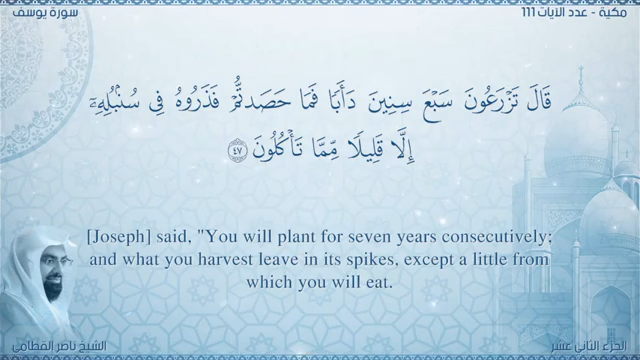 مكية - عدد الآيات 111
سورة يوسف
قَالَ تَزْرَعُونَ سَبْعَ سِنِينَ دَأَبًا فَمَا حَصَدتُّمْ فَذَرُوهُ فِي سُنۢبُلِهِۦٓ
إِلَّا قَلِيلًا مِّمَّا تَأْكُلُونَ ٤٧
[Joseph] said, "You will plant for seven years consecutively;
and what you harvest leave in its spikes, except a little from
which you will eat.
الجزء الثاني عشر
الشيخ ناصر القطامي